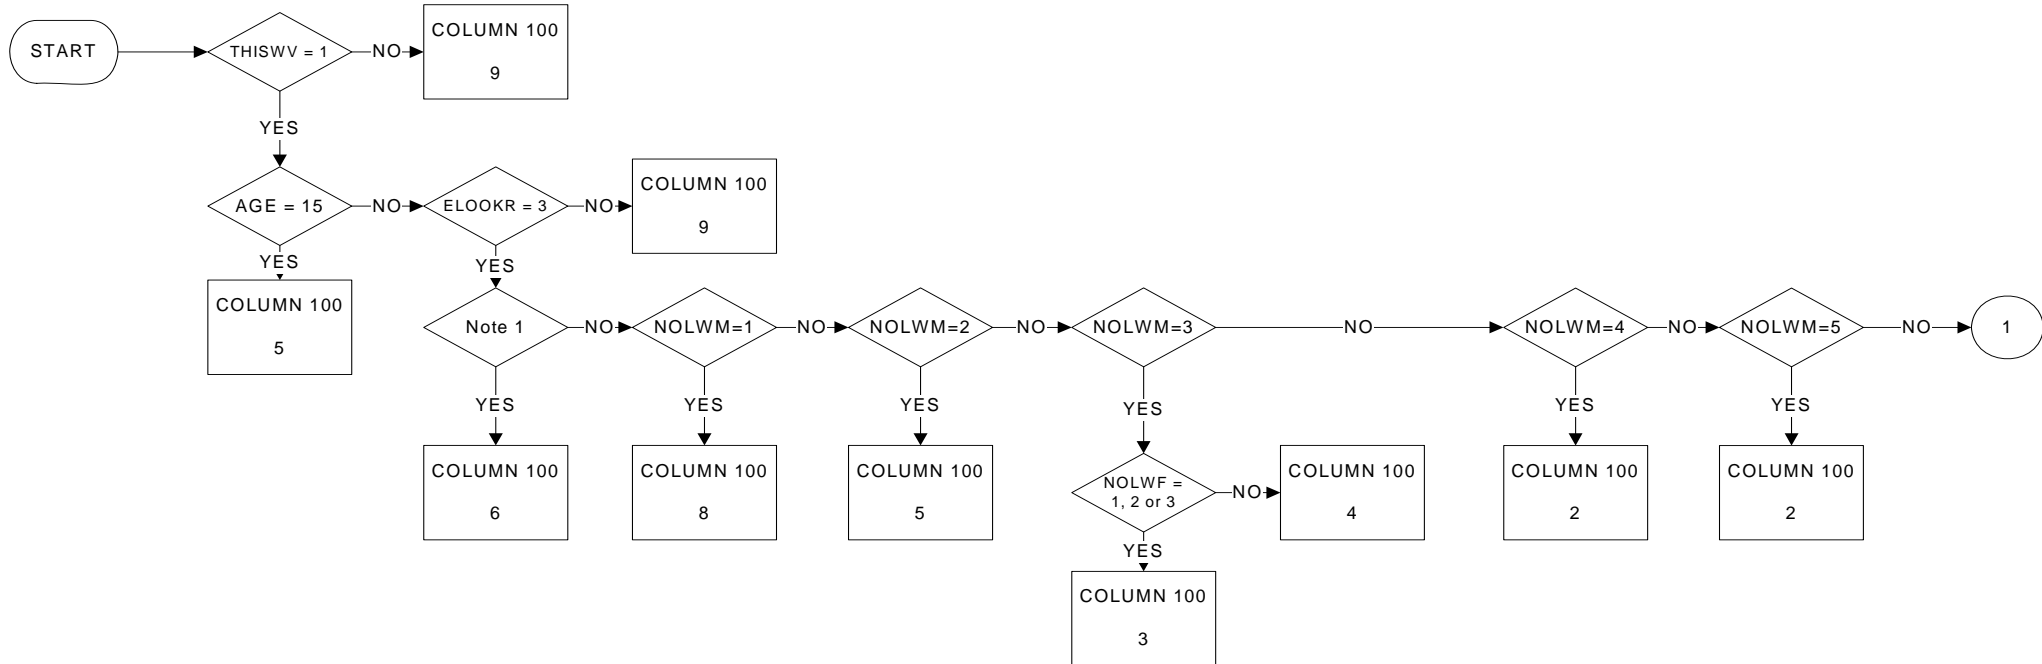 START
THISWV = 1
NO
COLUMN 100
9
YES
AGE = 15
NO
ELOOKR = 3
NO
COLUMN 100
9
YES
COLUMN 100
5
YES
Note 1
NO
NOLWM=1
NO
NOLWM=2
NO
NOLWM=3
NO
NOLWM=4
NO
NOLWM=5
NO
1
YES
COLUMN 100
6
YES
COLUMN 100
8
YES
COLUMN 100
5
YES
NOLWF =
1, 2 or 3
NO
COLUMN 100
4
YES
COLUMN 100
3
YES
COLUMN 100
2
YES
COLUMN 100
2